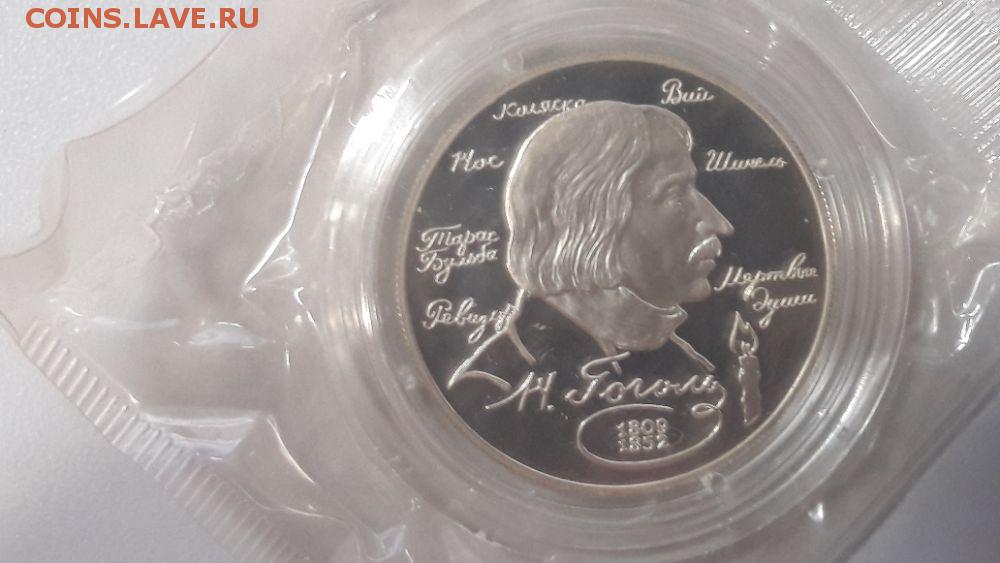 COINS.LAVE.RU
Коляска
Вий
Нос
Шинель
Тарас
Бульба
Мертвые
души
Ревизор
Н. Гоголь
1809
1852